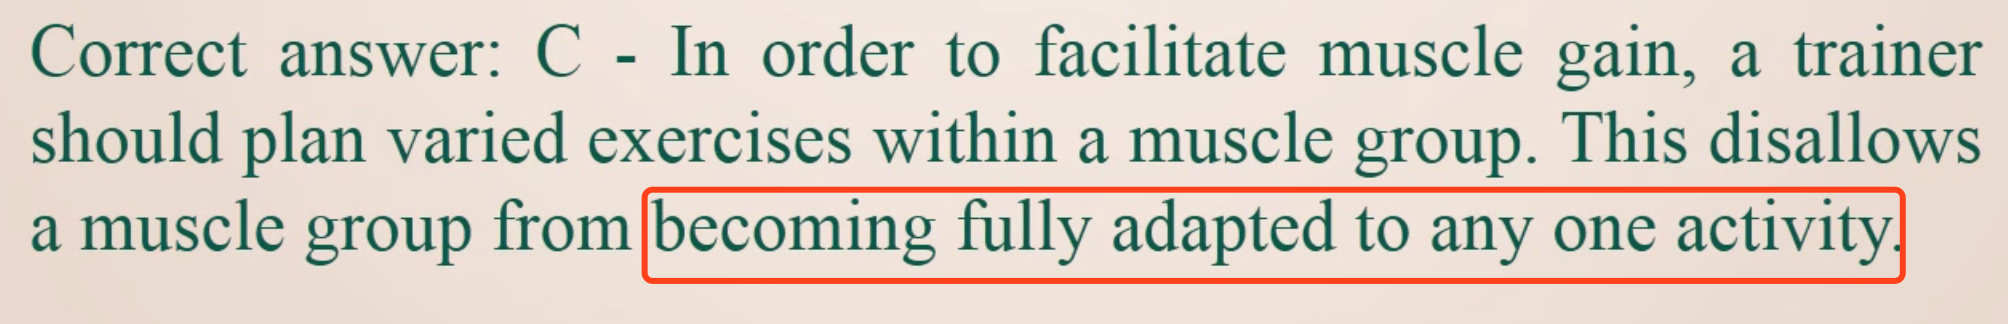 Correct answer: C - In order to facilitate muscle gain, a trainer
should plan varied exercises within a muscle group. This disallows
a muscle group from becoming fully adapted to any one activity.